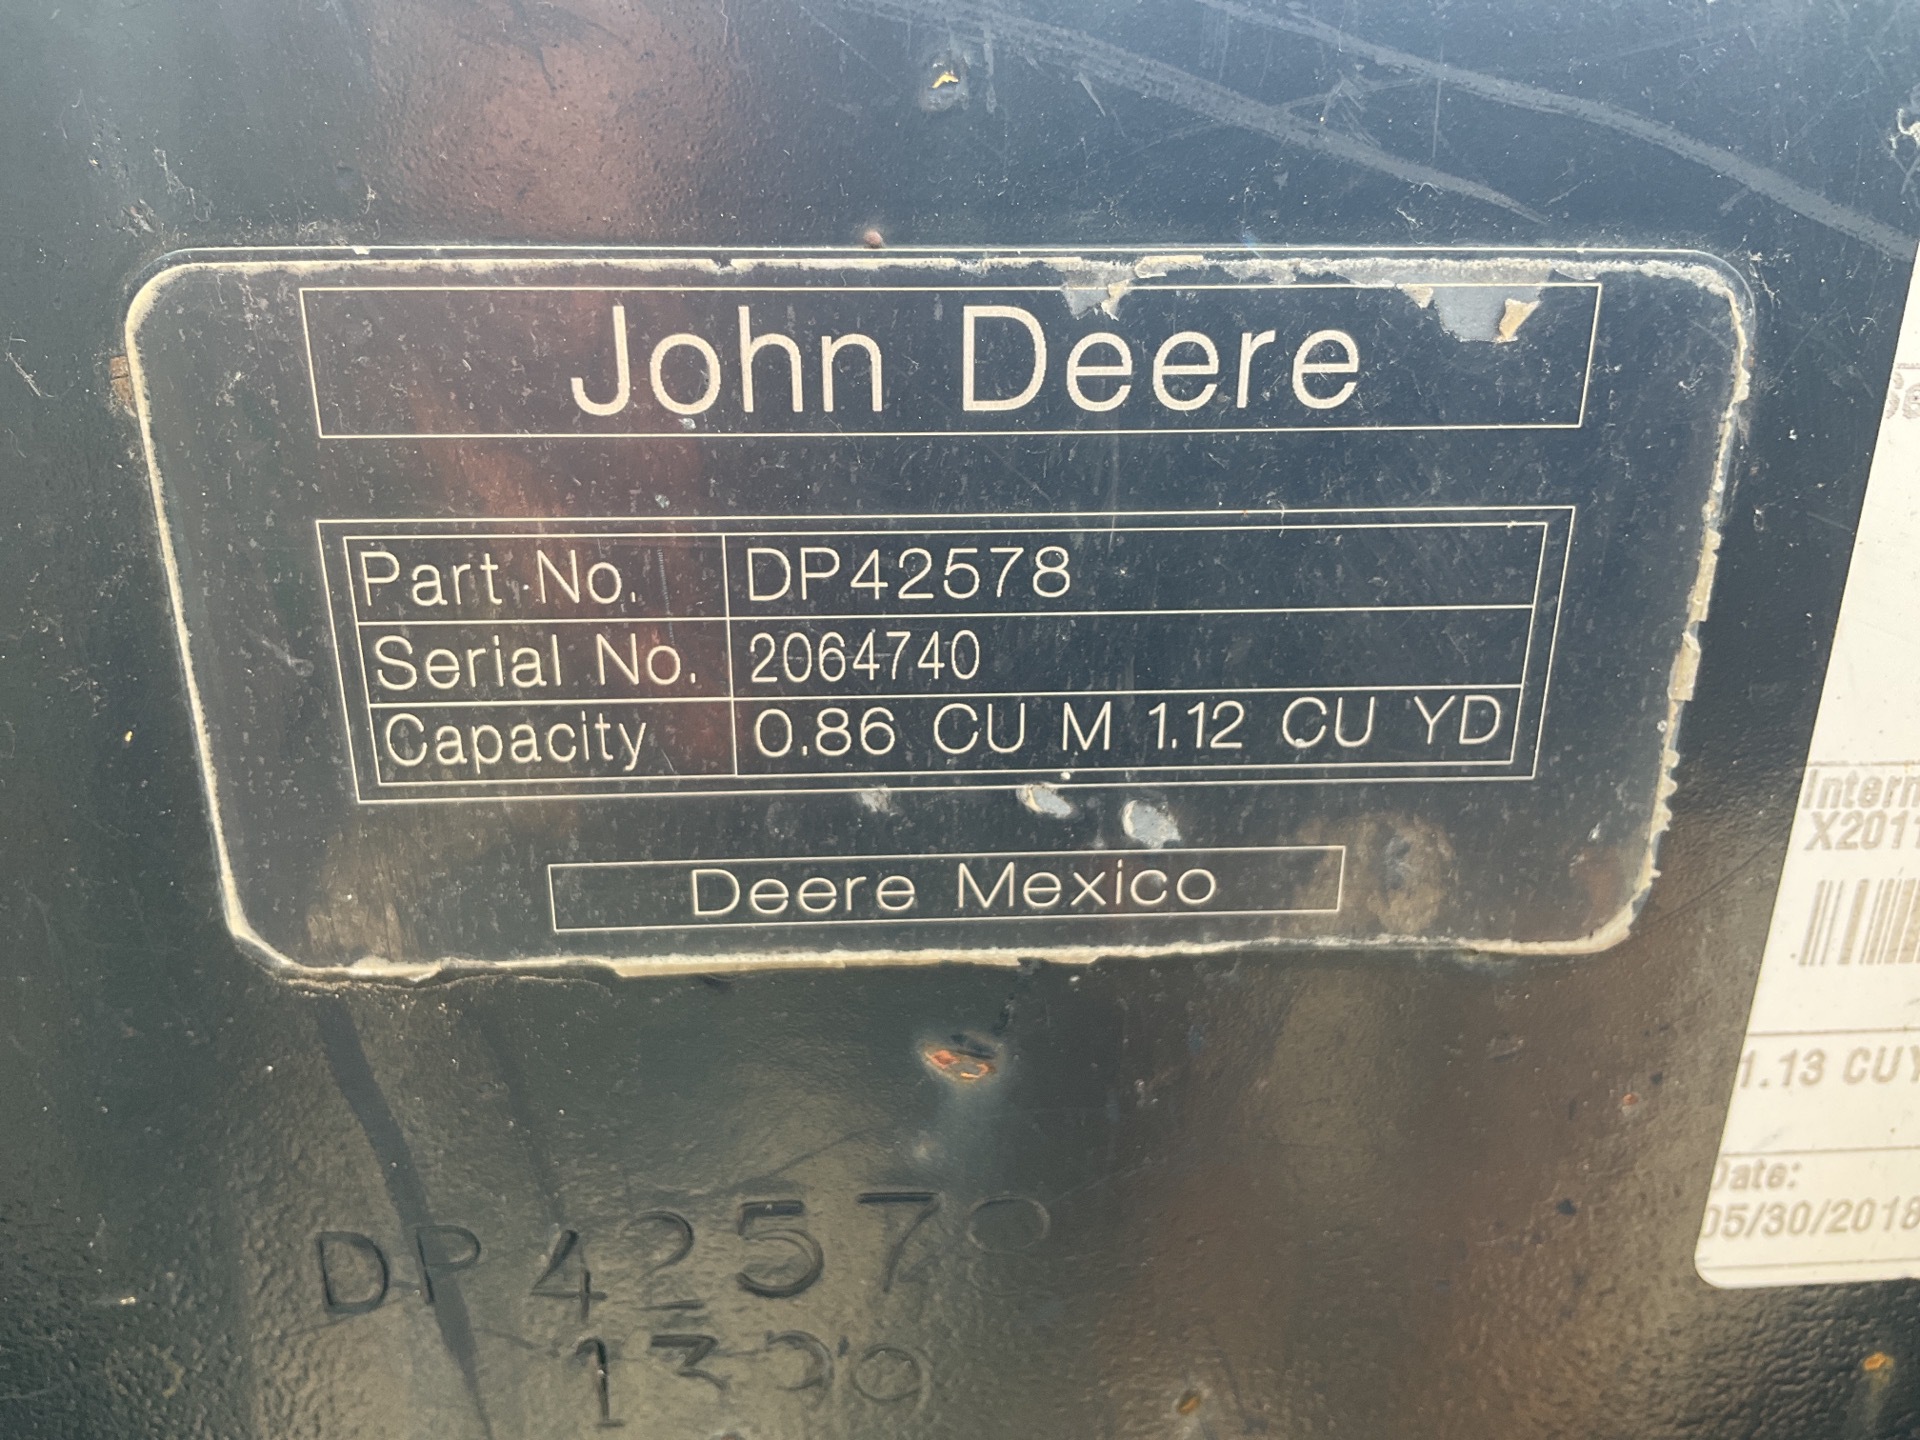 John Deere
Part No. DP42578
Serial No. 2064740
Capacity 0.86 CU M 1.12 CU YD
Deere Mexico
1.13
Date:
05/30/2018
DP42578